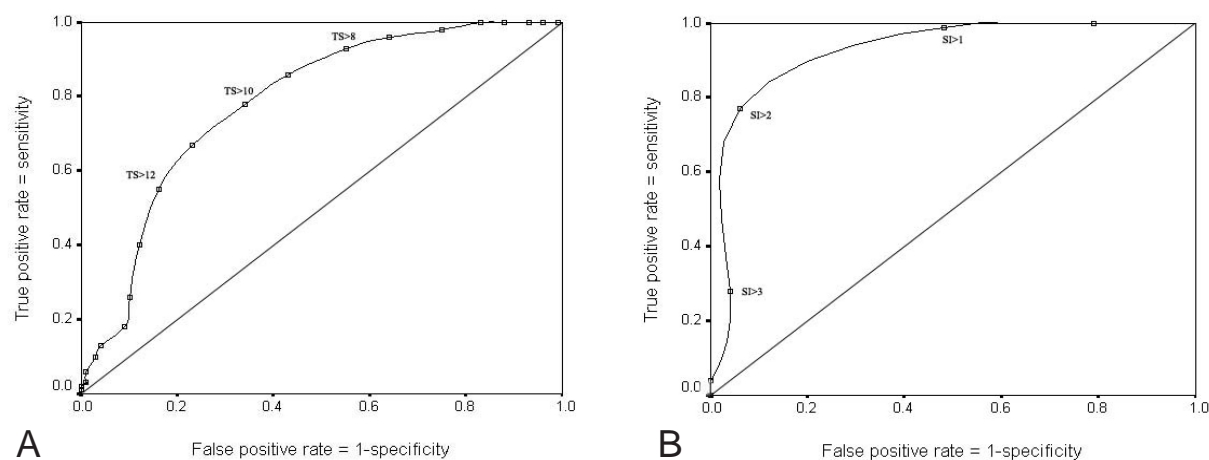 1.0
0.8
0.6
0.4
0.2
0.0
True positive rate = sensitivity
TS>8
TS>10
TS>12
0.0 0.2 0.4 0.6 0.8 1.0
False positive rate = 1-specificity
A
1.0
0.8
0.6
0.4
0.2
0.0
True positive rate = sensitivity
SI>1
SI>2
SI>3
0.0 0.2 0.4 0.6 0.8 1.0
False positive rate = 1-specificity
B